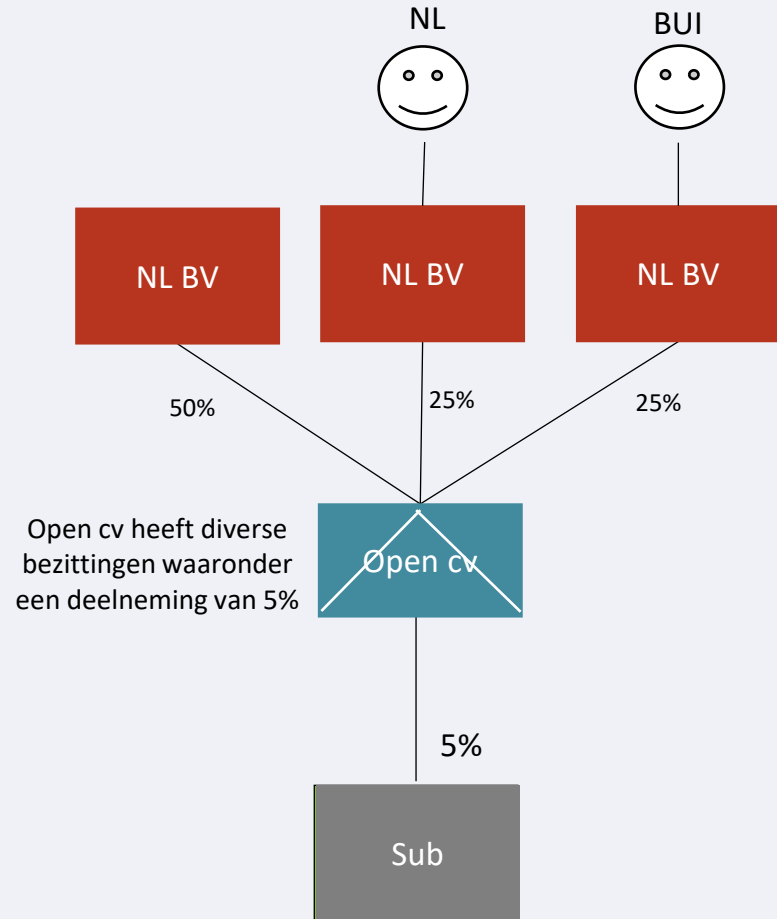 NL
BUI
NL BV
NL BV
NL BV
50%
25%
25%
Open cv heeft diverse
bezittingen waaronder
een deelneming van 5%
Open cv
5%
Sub